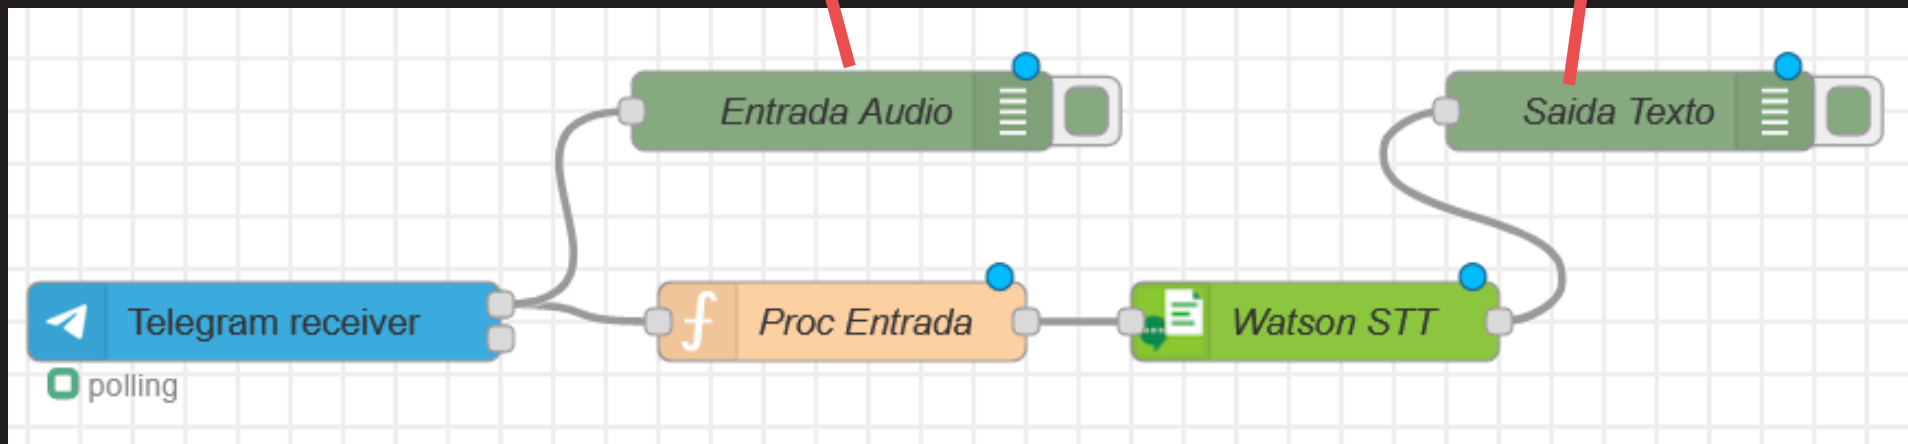 Entrada Audio
Saida Texto
Telegram receiver
Proc Entrada
Watson STT
polling